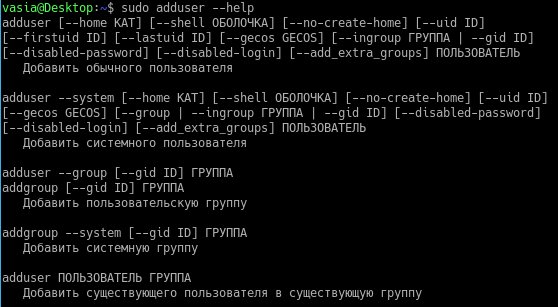 vasia@Desktop:~$ sudo adduser --help
adduser [--home КАТ] [--shell ОБОЛОЧКА] [--no-create-home] [--uid ID]
[--firstuid ID] [--lastuid ID] [--gecos GECOS] [--ingroup ГРУППА | --gid ID]
[--disabled-password] [--disabled-login] [--add_extra_groups] ПОЛЬЗОВАТЕЛЬ
Добавить обычного пользователя
adduser --system [--home КАТ] [--shell ОБОЛОЧКА] [--no-create-home] [--uid ID]
[--gecos GECOS] [--group | --ingroup ГРУППА | --gid ID] [--disabled-password]
[--disabled-login] [--add_extra_groups] ПОЛЬЗОВАТЕЛЬ
Добавить системного пользователя
adduser --group [--gid ID] ГРУППА
addgroup [--gid ID] ГРУППА
Добавить пользовательскую группу
addgroup --system [--gid ID] ГРУППА
Добавить системную группу
adduser ПОЛЬЗОВАТЕЛЬ ГРУППА
Добавить существующего пользователя в существующую группу